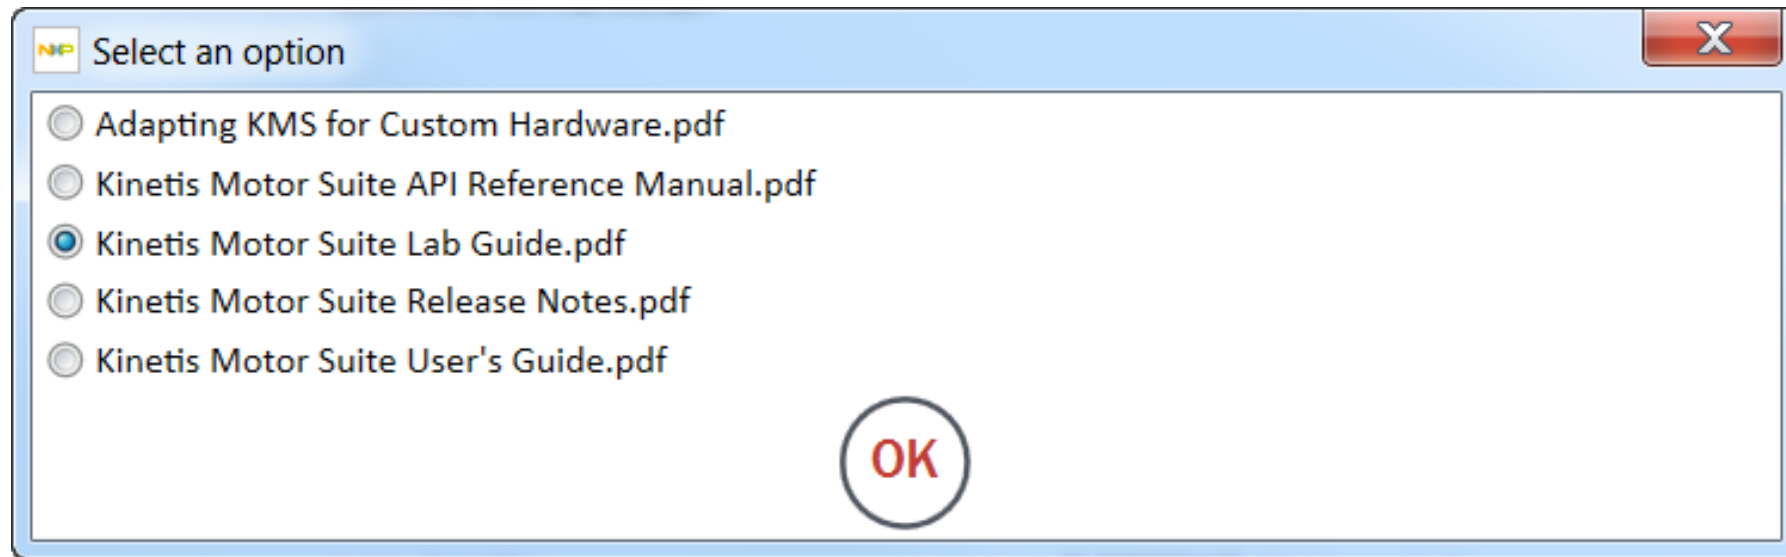 NXP Select an option
X
Adapting KMS for Custom Hardware.pdf
Kinetis Motor Suite API Reference Manual.pdf
Kinetis Motor Suite Lab Guide.pdf
Kinetis Motor Suite Release Notes.pdf
Kinetis Motor Suite User's Guide.pdf
OK